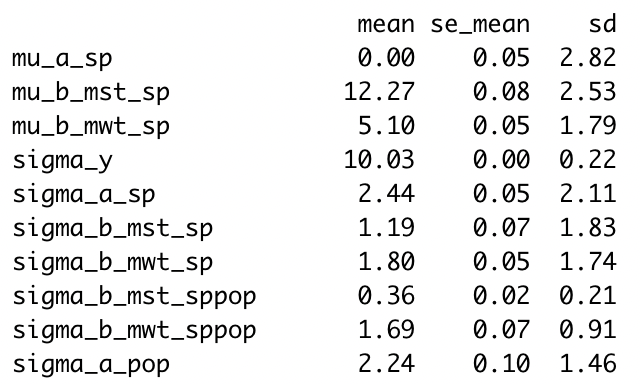 mean se_mean sd
mu_a_sp 0.00 0.05 2.82
mu_b_mst_sp 12.27 0.08 2.53
mu_b_mwt_sp 5.10 0.05 1.79
sigma_y 10.03 0.00 0.22
sigma_a_sp 2.44 0.05 2.11
sigma_b_mst_sp 1.19 0.07 1.83
sigma_b_mwt_sp 1.80 0.05 1.74
sigma_b_mst_sppop 0.36 0.02 0.21
sigma_b_mwt_sppop 1.69 0.07 0.91
sigma_a_pop 2.24 0.10 1.46